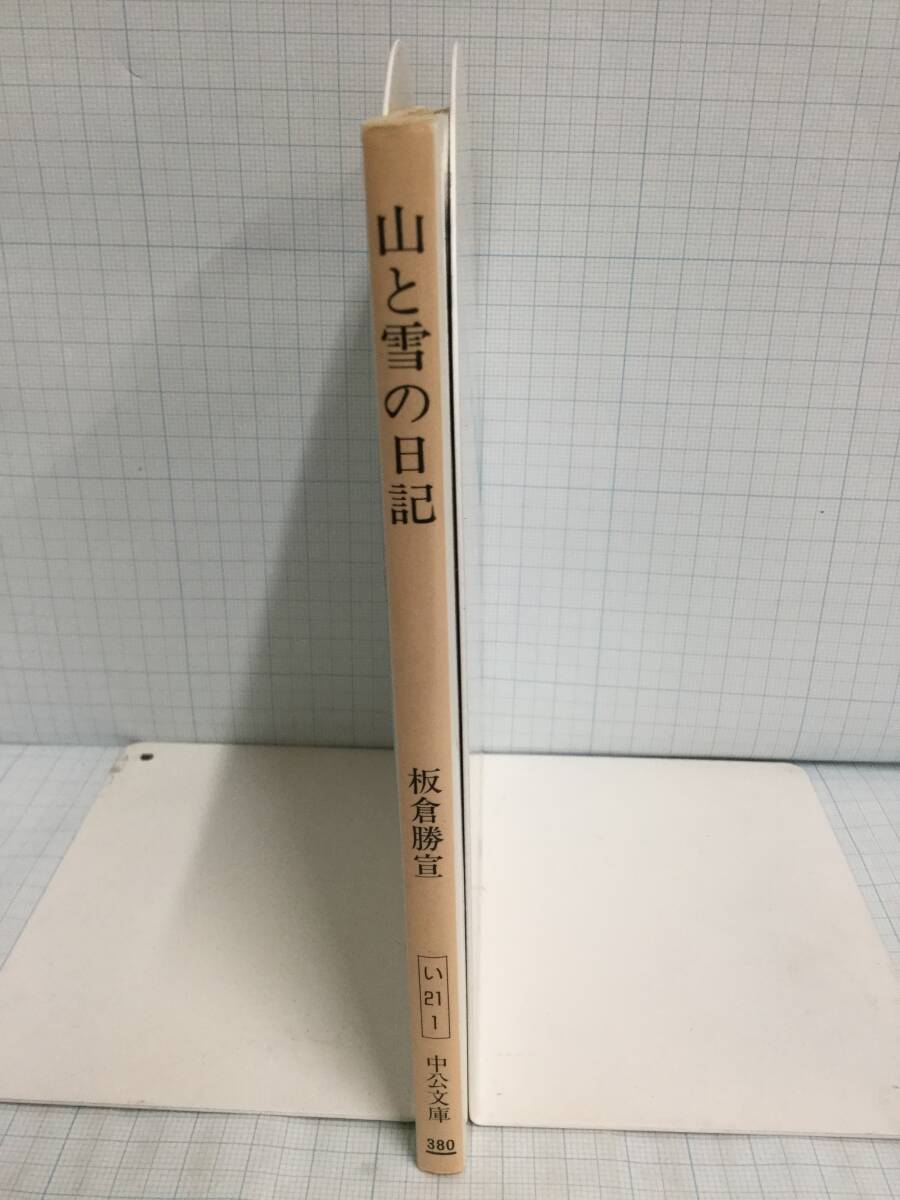 山と雪の日記
板倉勝宣
い
21
1
中公文庫
380